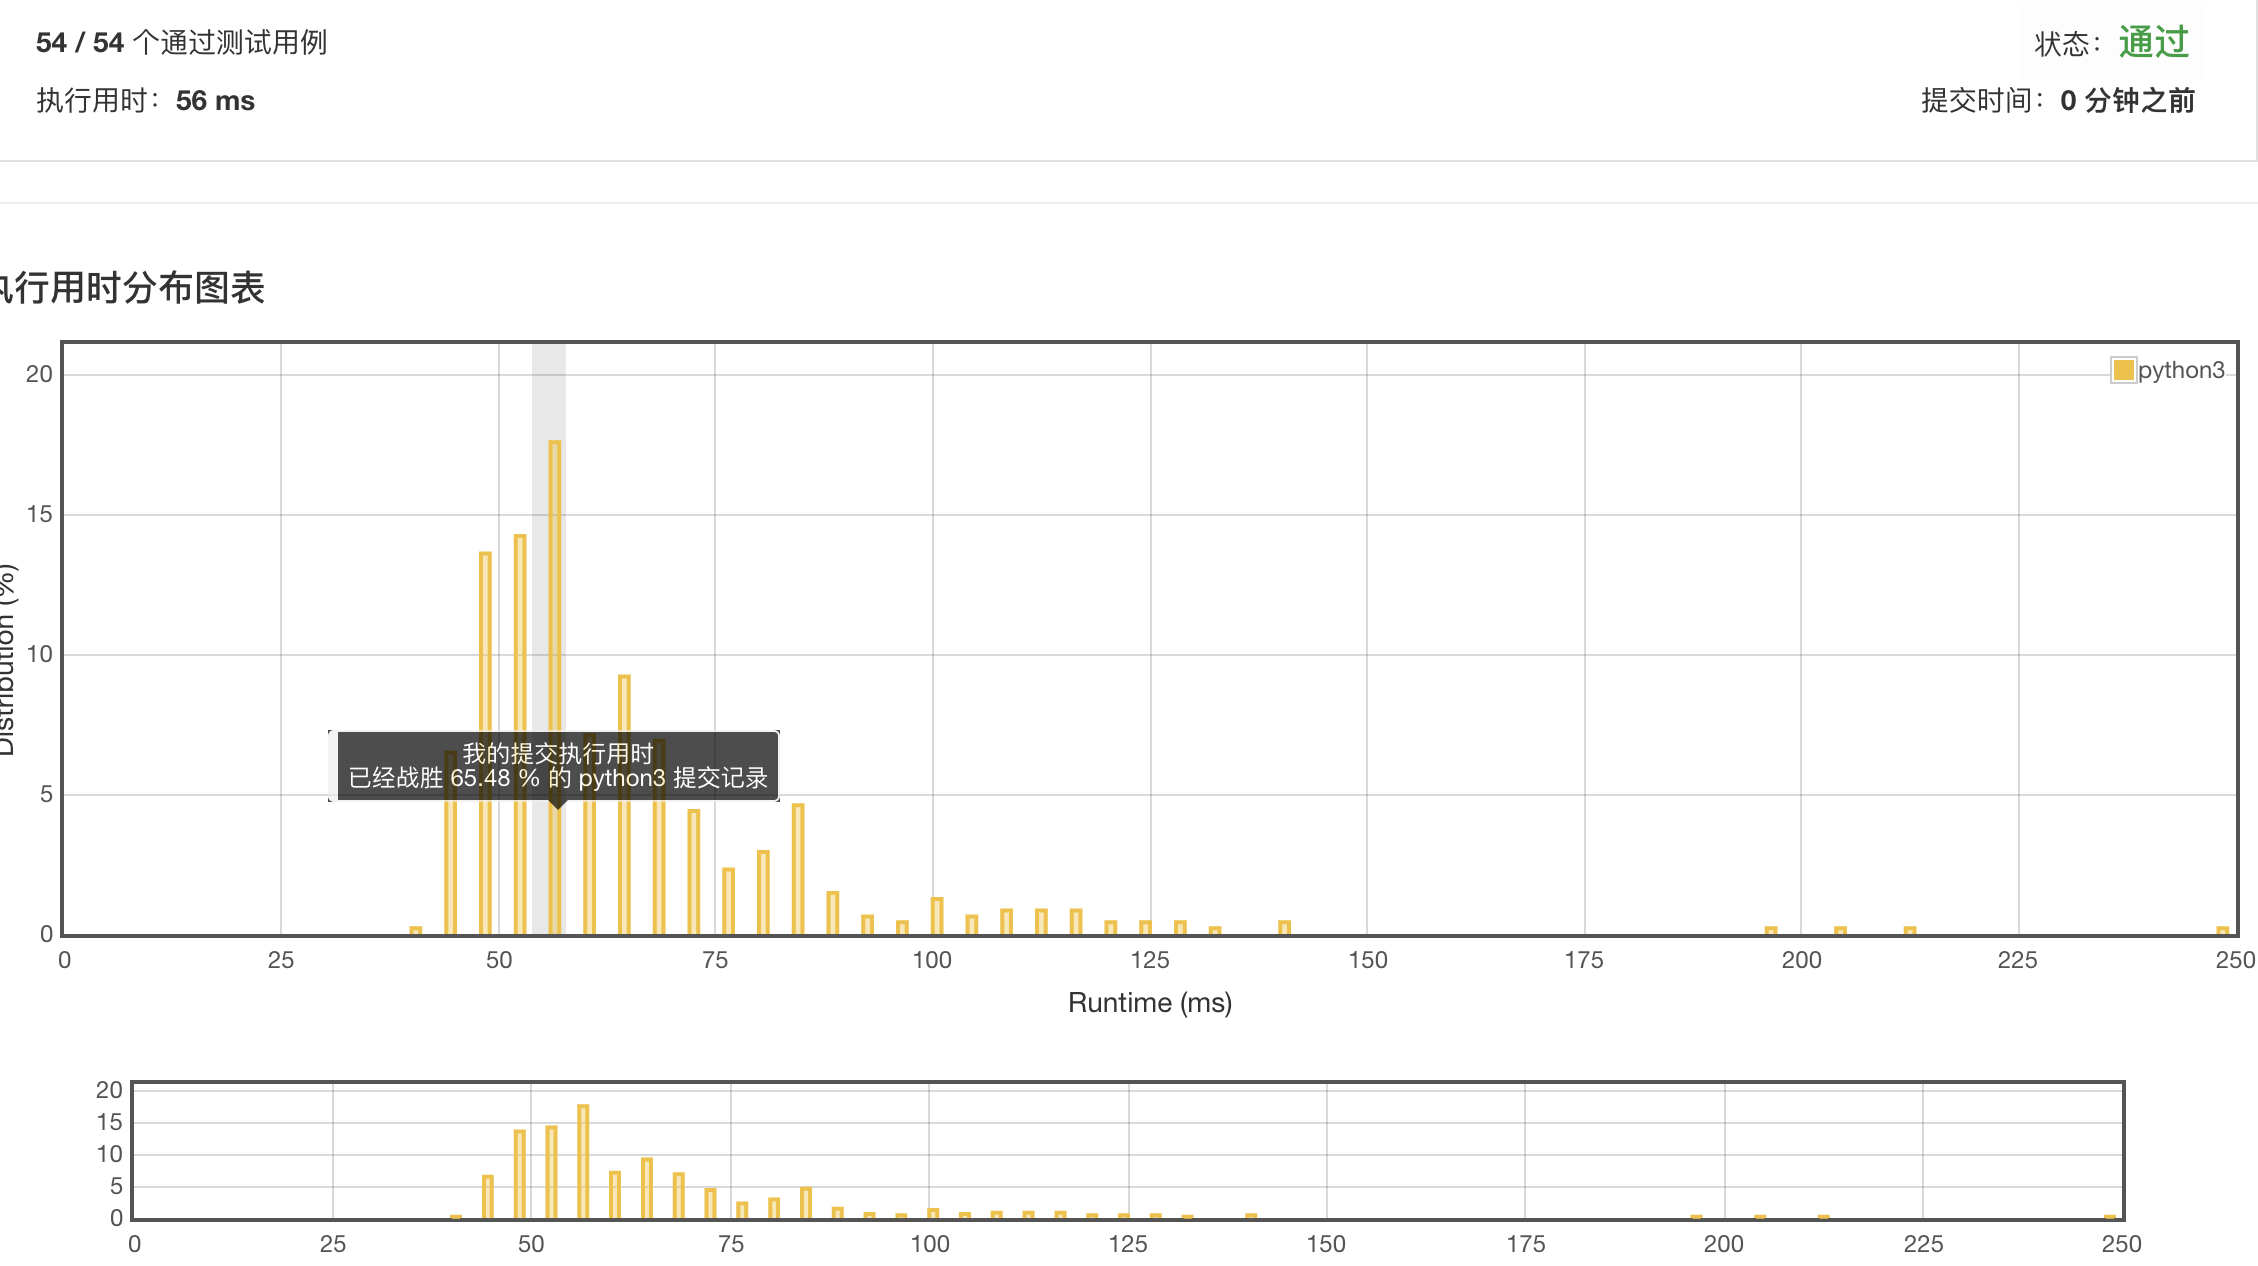 54 / 54 个通过测试用例
状态：通过
执行用时：56 ms
提交时间：0 分钟之前
执行用时分布图表
python3
20
15
10
5
0
Distribution (%)
我的提交执行用时
已经战胜 65.48 % 的 python3 提交记录
0 25 50 75 100 125 150 175 200 225 250
Runtime (ms)
20
15
10
5
0
0 25 50 75 100 125 150 175 200 225 250